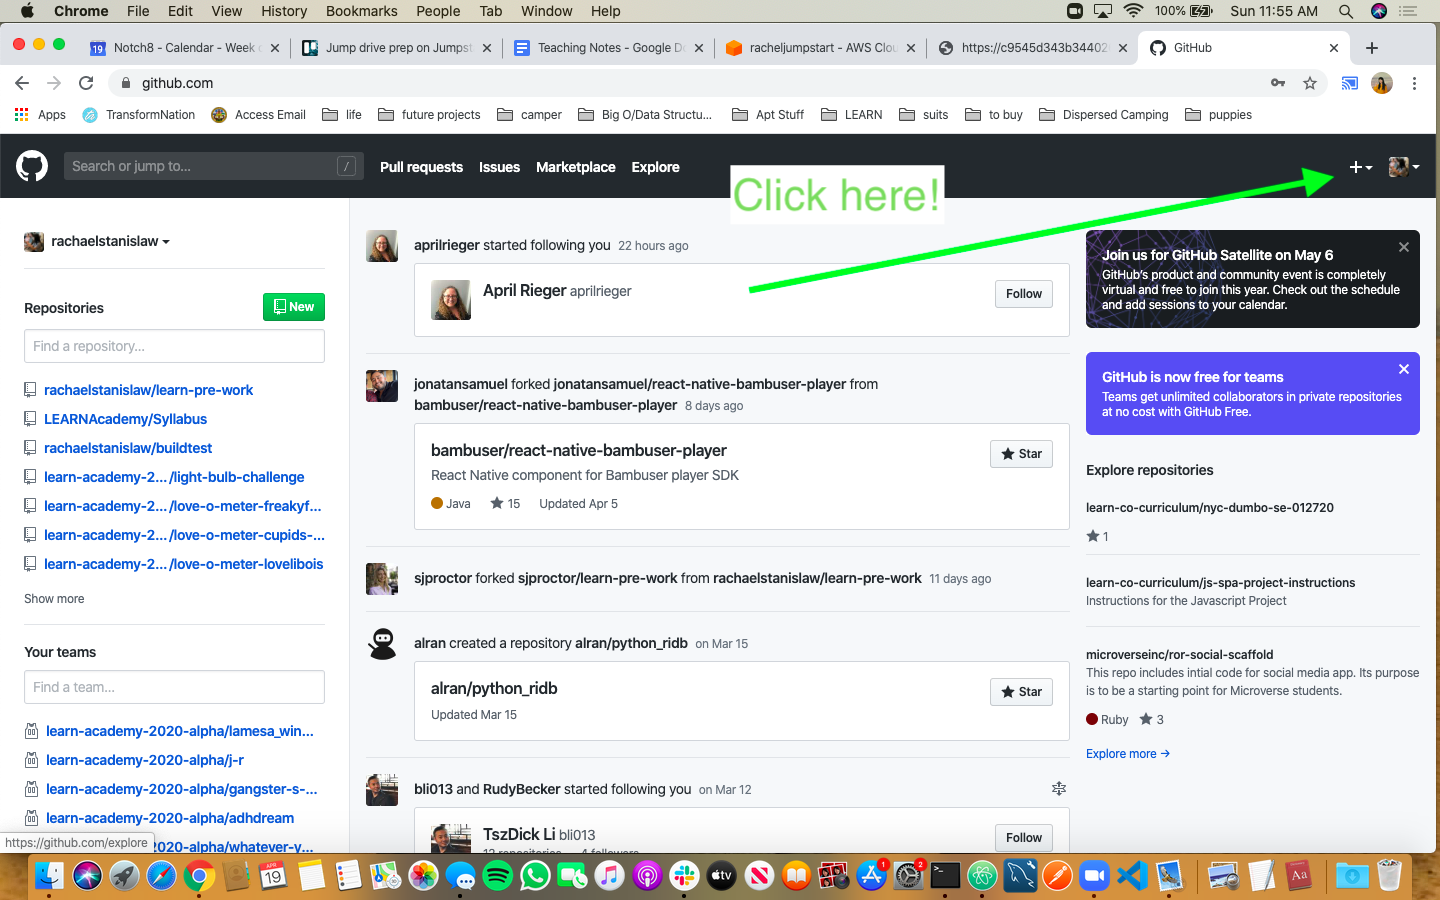 Chrome File Edit View History Bookmarks People Tab Window Help 100% Sun 11:55 AM
19 Notch8 - Calendar - Week Jump drive prep on Jumpst Teaching Notes - Google Do racheljumpstart - AWS Clou https://c9545d343b34402 GitHub
github.com
Apps TransformNation Access Email life future projects camper Big O/Data Structu... Apt Stuff LEARN suits to buy Dispersed Camping puppies
Search or jump to... / Pull requests Issues Marketplace Explore
Click here!
rachaelstanislaw
Repositories New
Find a repository...
rachaelstanislaw/learn-pre-work
LEARNAcademy/Syllabus
rachaelstanislaw/buildtest
learn-academy-2... /light-bulb-challenge
learn-academy-2... /love-o-meter-freakyf...
learn-academy-2... /love-o-meter-cupids-...
learn-academy-2... /love-o-meter-lovelibois
Show more
Your teams
Find a team...
learn-academy-2020-alpha/lamesa_win...
learn-academy-2020-alpha/j-r
learn-academy-2020-alpha/gangster-s-...
learn-academy-2020-alpha/adhdream
2020-alpha/whatever-y...
https://github.com/explore
aprilrieger started following you 22 hours ago
April Rieger aprilrieger Follow
jonatansamuel forked jonatansamuel/react-native-bambuser-player from
bambuser/react-native-bambuser-player 8 days ago
bambuser/react-native-bambuser-player Star
React Native component for Bambuser player SDK
Java 15 Updated Apr 5
sjproctor forked sjproctor/learn-pre-work from rachaelstanislaw/learn-pre-work 11 days ago
alran created a repository alran/python_ridb on Mar 15
alran/python_ridb Star
Updated Mar 15
bli013 and RudyBecker started following you on Mar 12
TszDick Li bli013 Follow
12 repositories 4 followers
Join us for GitHub Satellite on May 6
GitHub's product and community event is completely
virtual and free to join this year. Check out the schedule
and add sessions to your calendar.
GitHub is now free for teams
Teams get unlimited collaborators in private repositories
at no cost with GitHub Free.
Explore repositories
learn-co-curriculum/nyc-dumbo-se-012720
1
learn-co-curriculum/js-spa-project-instructions
Instructions for the Javascript Project
microverseinc/ror-social-scaffold
This repo includes intial code for social media app. Its purpose
is to be a starting point for Microverse students.
Ruby 3
Explore more →
APR 19 tv 1 2 Aa